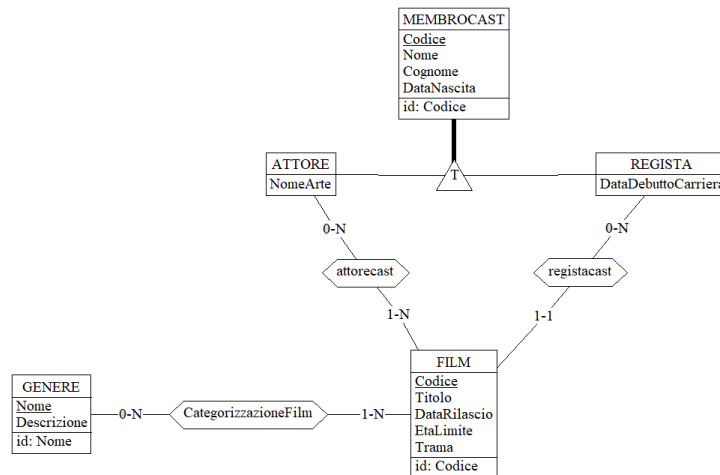 MEMBROCAST
Codice
Nome
Cognome
DataNascita
id: Codice
T
ATTORE
NomeArte
REGISTA
DataDebuttoCarriera
0-N
0-N
attorecast
registacast
1-N
1-1
FILM
Codice
Titolo
DataRilascio
EtaLimite
Trama
id: Codice
GENERE
Nome
Descrizione
id: Nome
0-N
CategorizzazioneFilm
1-N